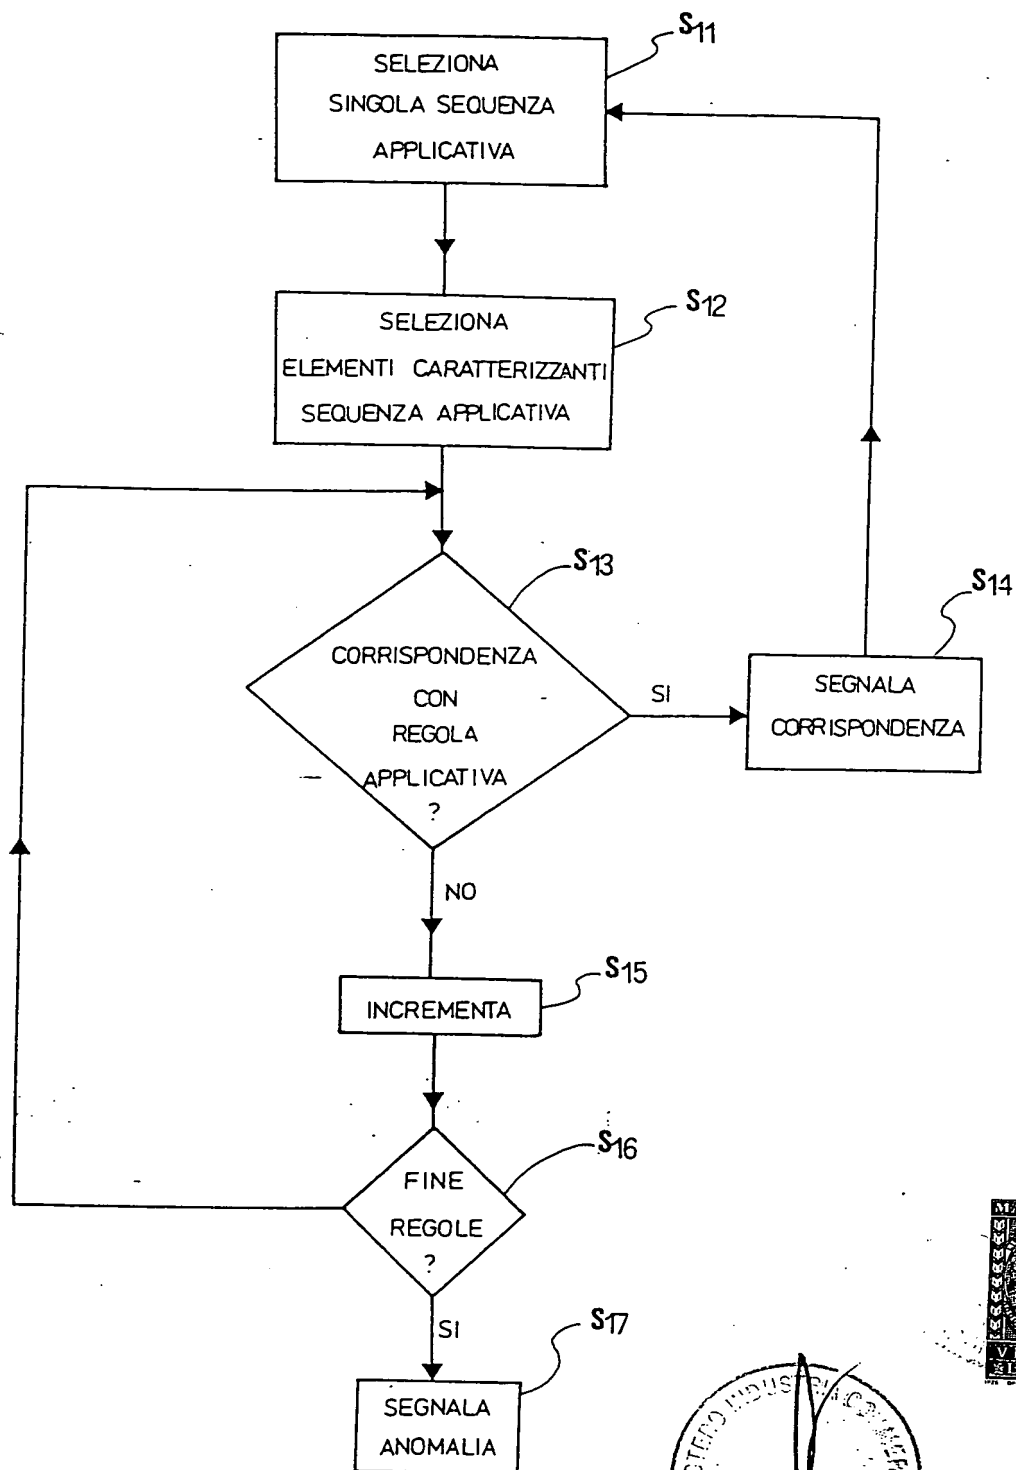 S11
SELEZIONA
SINGOLA SEQUENZA
APPLICATIVA
S12
SELEZIONA
ELEMENTI CARATTERIZZANTI
SEQUENZA APPLICATIVA
S13
CORRISPONDENZA
CON
REGOLA
APPLICATIVA
?
SI
S14
SEGNALA
CORRISPONDENZA
NO
S15
INCREMENTA
S16
FINE
REGOLE
?
SI
S17
SEGNALA
ANOMALIA